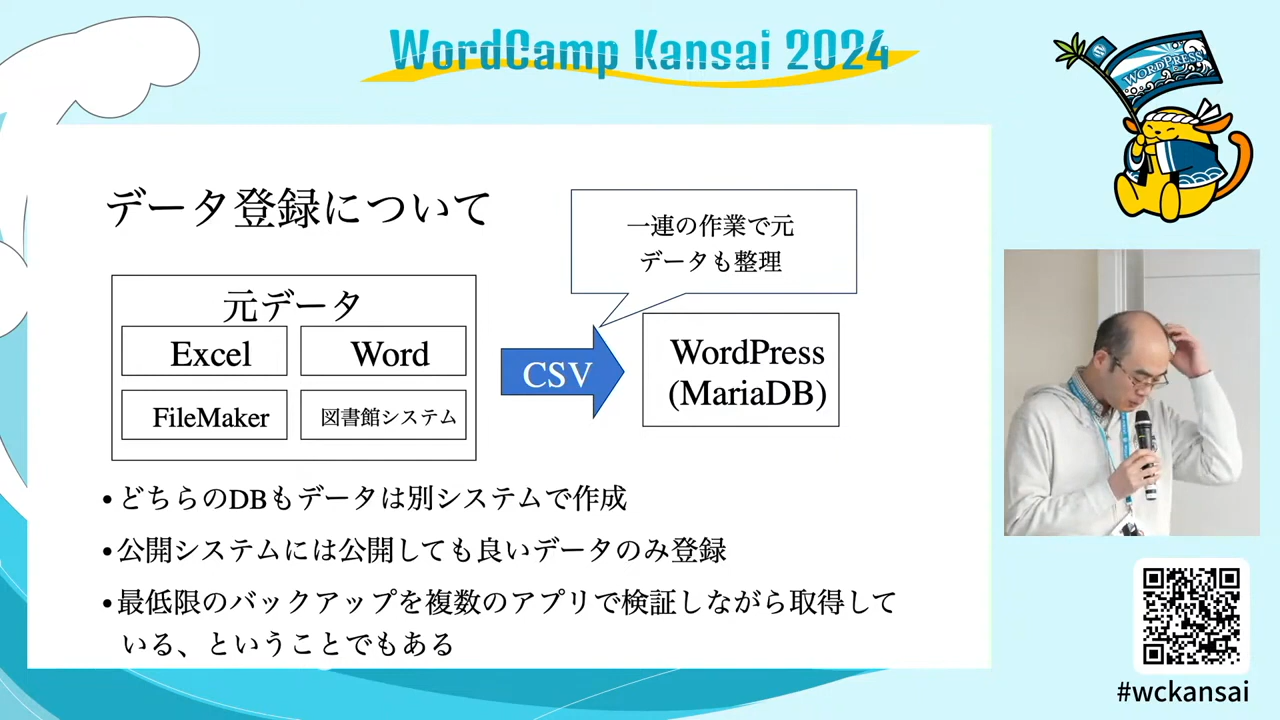 WordCamp Kansai 2024
WORDPRESS
データ登録について
一連の作業で元
データも整理
元データ
Excel
Word
FileMaker
図書館システム
CSV
WordPress
(MariaDB)
•どちらのDBもデータは別システムで作成
•公開システムには公開しても良いデータのみ登録
•最低限のバックアップを複数のアプリで検証しながら取得して
いる、ということでもある
#wckansai